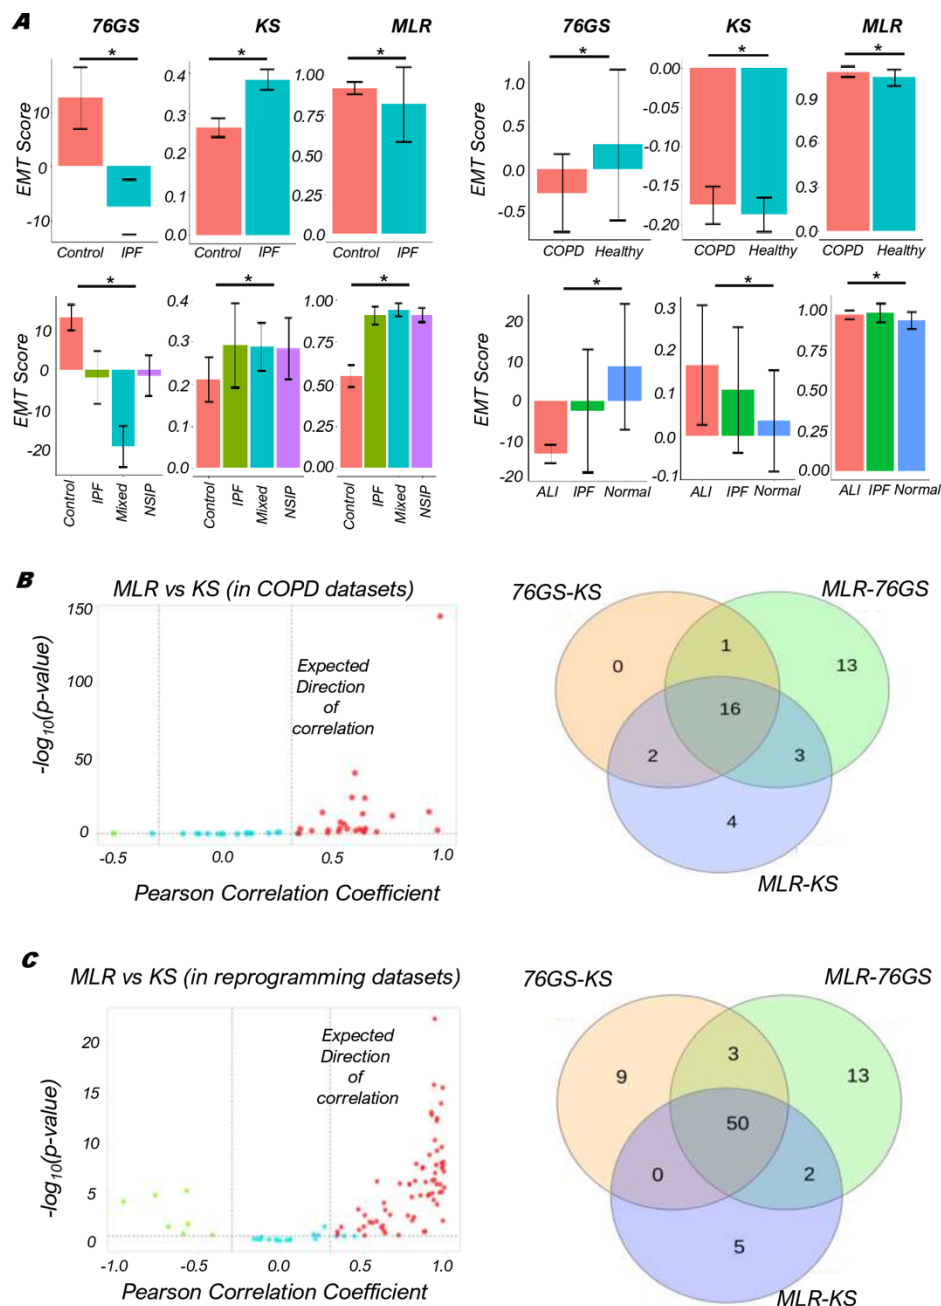 A
76GS KS MLR
EMT Score
10
0
-10
Control IPF
*
0.4
0.3
0.2
0.1
0.0
Control IPF
*
1.00
0.75
0.50
0.25
0.00
Control IPF
*
76GS KS MLR
EMT Score
1.0
0.5
0.0
-0.5
COPD Healthy
*
0.00
-0.05
-0.10
-0.15
-0.20
COPD Healthy
*
0.9
0.6
0.3
0.0
COPD Healthy
*
EMT Score
10
0
-10
-20
Control IPF Mixed NSIP
*
0.4
0.3
0.2
0.1
0.0
Control IPF Mixed NSIP
*
1.00
0.75
0.50
0.25
0.00
Control IPF Mixed NSIP
*
EMT Score
20
10
0
-10
-20
ALI IPF Normal
*
0.3
0.2
0.1
0.0
-0.1
ALI IPF Normal
*
1.00
0.75
0.50
0.25
0.00
ALI IPF Normal
*
B
MLR vs KS (in COPD datasets)
-log10(p-value)
150
100
50
0
Expected
Direction
of
correlation
-0.5 0.0 0.5 1.0
Pearson Correlation Coefficient
76GS-KS
MLR-76GS
0 1 13
16
2 3
4
MLR-KS
C
MLR vs KS (in reprogramming datasets)
-log10(p-value)
20
15
10
5
0
Expected
Direction
of
correlation
-1.0 -0.5 0.0 0.5 1.0
Pearson Correlation Coefficient
76GS-KS
MLR-76GS
9 3 13
50
0 2
5
MLR-KS